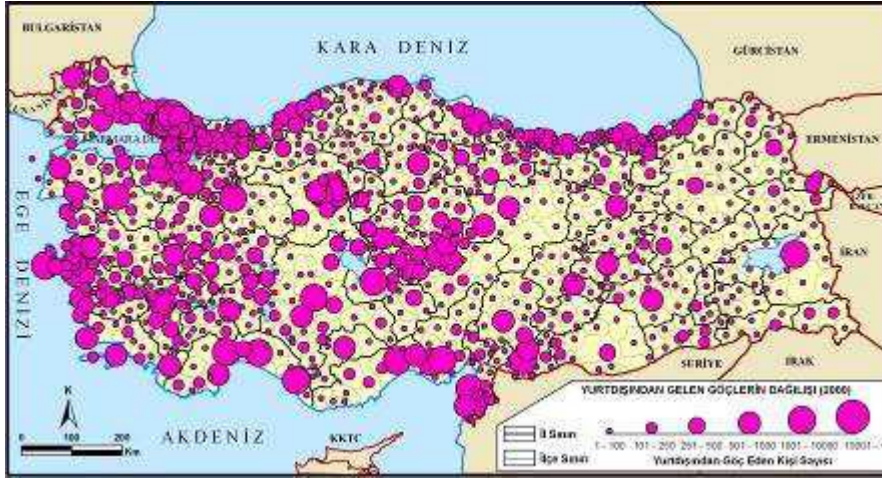 BULGARİSTAN
KARA DENİZ
GÜRCİSTAN
ERMENİSTAN
EGE DENİZİ
İRAN
SURİYE
IRAK
AKDENİZ
KKTC
K
0 100 200
Km
YURTDIŞINDAN GELEN GÖÇLERİN DAĞILIŞI (2000)
İl Sınırı
İlçe Sınırı
1 - 100 101 - 250 251 - 500 501 - 1000 1001 - 10000
Yurtdışından Göç Eden Kişi Sayısı